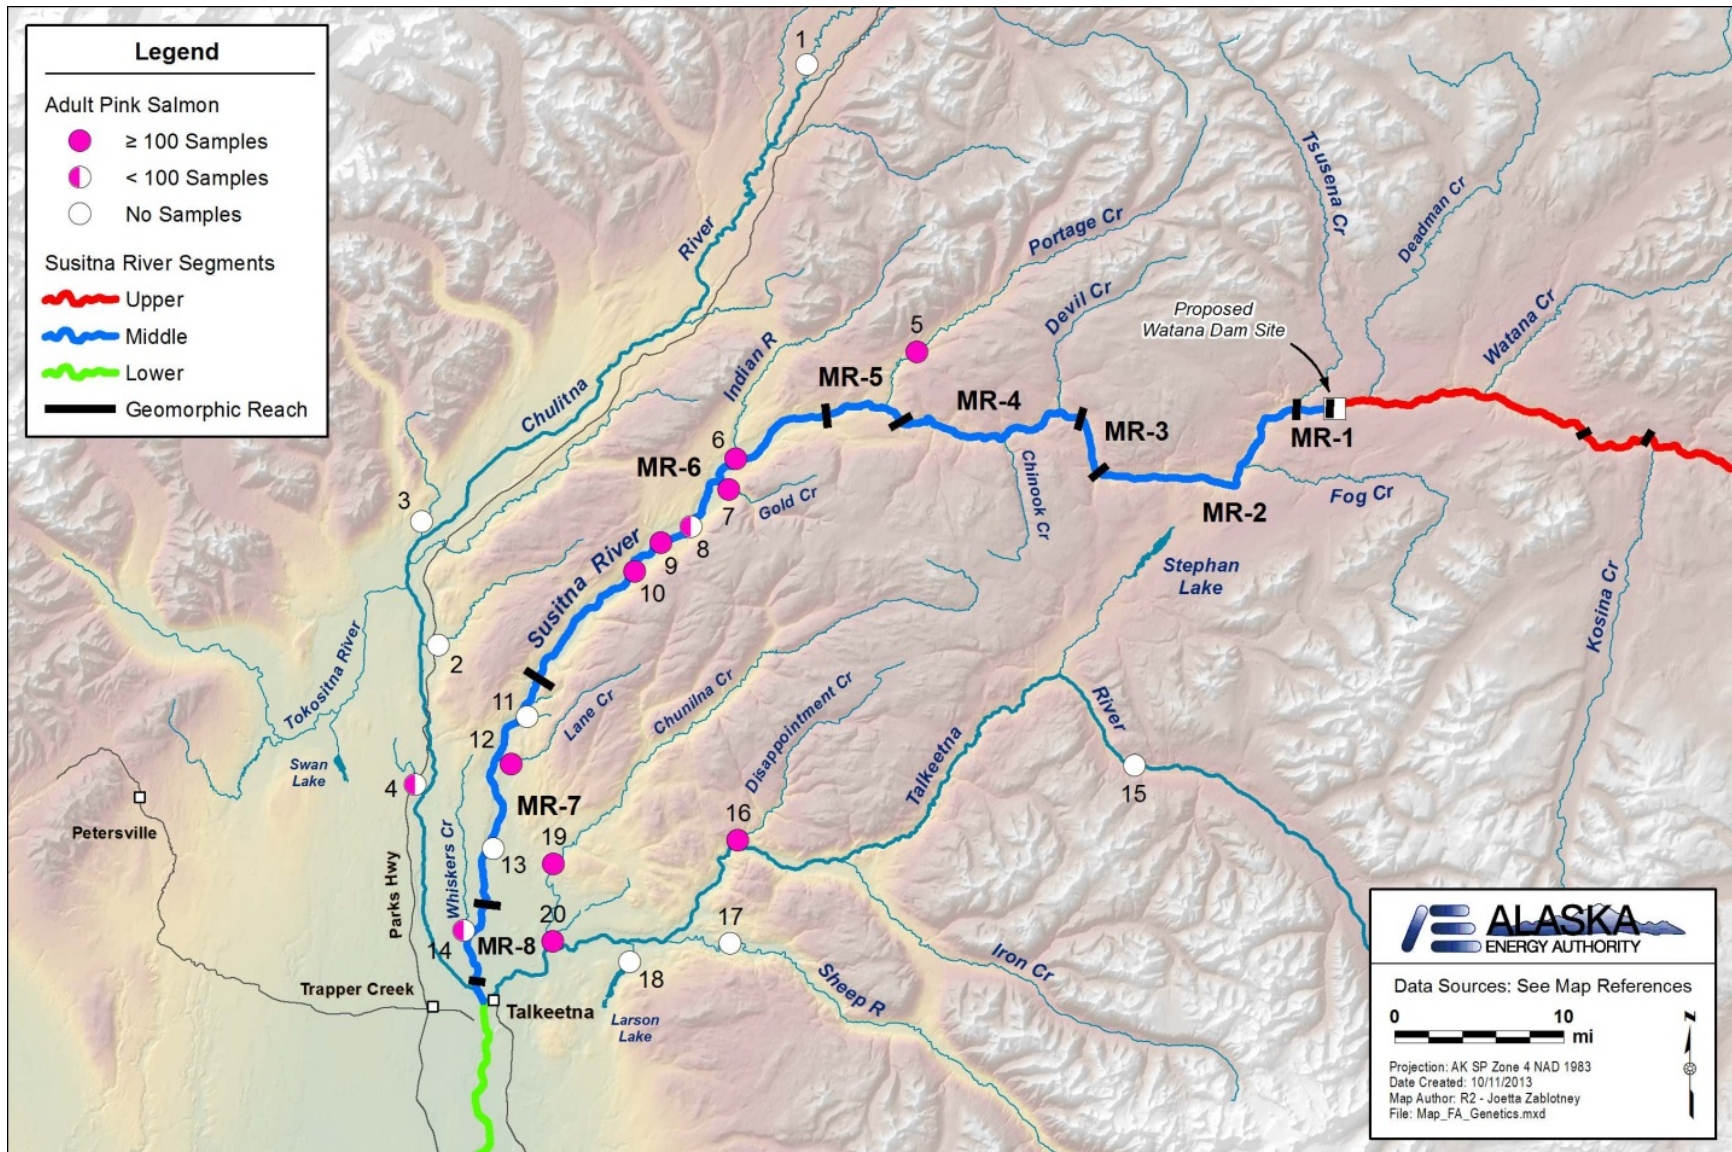 Legend
Adult Pink Salmon
≥ 100 Samples
< 100 Samples
No Samples
Susitna River Segments
Upper
Middle
Lower
Geomorphic Reach
1
River
Chulitna
Portage Cr
Tsusena Cr
Deadman Cr
Devil Cr
Proposed
Watana Dam Site
Watana Cr
5
Indian R
MR-5
MR-4
MR-3
MR-1
6
MR-6
7
Gold Cr
Chinook Cr
Fog Cr
MR-2
3
8
9
10
Susitna River
Stephan
Lake
Kosina Cr
2
Tokositna River
11
Lane Cr
Chunilna Cr
Disappointment Cr
River
12
Swan
Lake
4
Talkeetna
15
MR-7
Petersville
16
19
13
Whiskers Cr
Parks Hwy
20
17
14
MR-8
18
Iron Cr
Sheep R
Trapper Creek
Talkeetna
Larson
Lake
ALASKA
ENERGY AUTHORITY
Data Sources: See Map References
0 10
mi
N
Projection: AK SP Zone 4 NAD 1983
Date Created: 10/11/2013
Map Author: R2 - Joetta Zablotney
File: Map_FA_Genetics.mxd